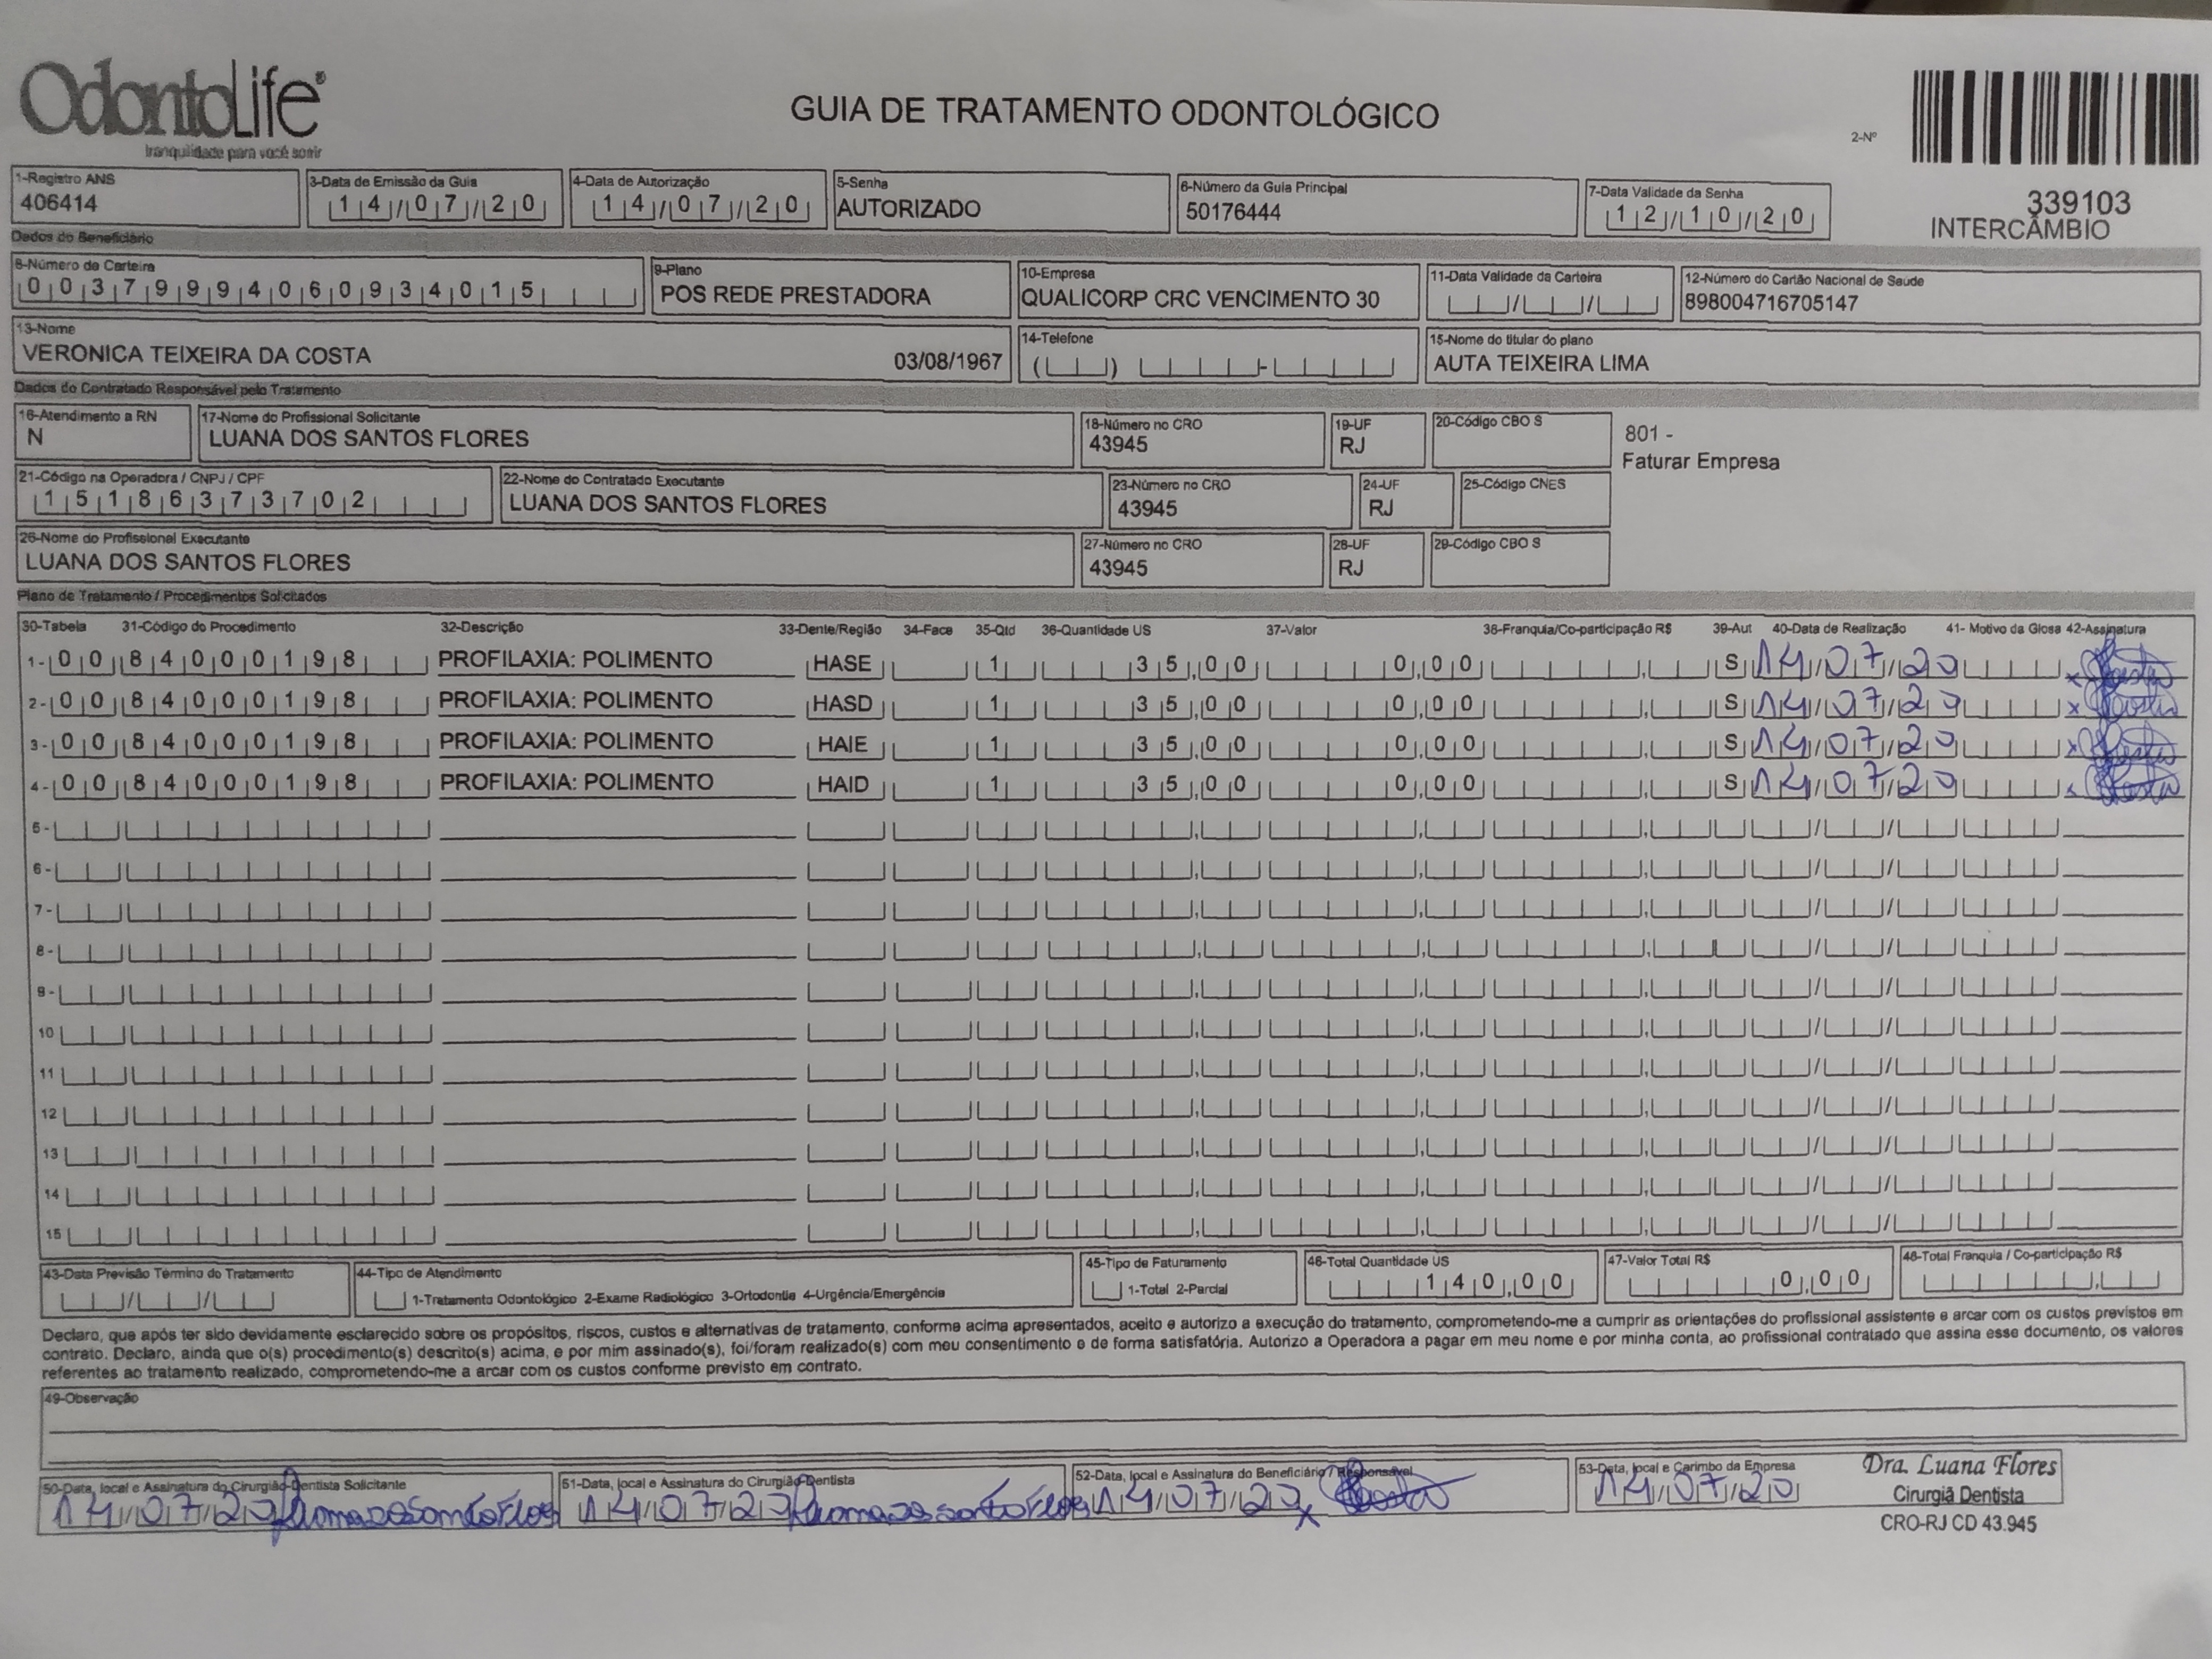 OdontoLife®
tranquilidade para você sorrir
GUIA DE TRATAMENTO ODONTOLÓGICO
2-Nº
339103
INTERCÂMBIO
1-Registro ANS
406414
3-Data de Emissão da Guia
14/07/20
4-Data de Autorização
14/07/20
5-Senha
AUTORIZADO
6-Número da Guia Principal
50176444
7-Data Validade da Senha
12/10/20
Dados do Beneficiário
8-Número da Carteira
00379999406093 4015
9-Plano
POS REDE PRESTADORA
10-Empresa
QUALICORP CRC VENCIMENTO 30
11-Data Validade da Carteira
12-Número do Cartão Nacional de Saúde
898004716705147
13-Nome
VERONICA TEIXEIRA DA COSTA 03/08/1967
14-Telefone
15-Nome do titular do plano
AUTA TEIXEIRA LIMA
Dados do Contratado Responsável pelo Tratamento
16-Atendimento a RN
N
17-Nome do Profissional Solicitante
LUANA DOS SANTOS FLORES
18-Número no CRO
43945
19-UF
RJ
20-Código CBO S
801 -
Faturar Empresa
21-Código na Operadora / CNPJ / CPF
15186373702
22-Nome do Contratado Executante
LUANA DOS SANTOS FLORES
23-Número no CRO
43945
24-UF
RJ
25-Código CNES
26-Nome do Profissional Executante
LUANA DOS SANTOS FLORES
27-Número no CRO
43945
28-UF
RJ
29-Código CBO S
Plano de Tratamento / Procedimentos Solicitados
30-Tabela 31-Código do Procedimento 32-Descrição 33-Dente/Região 34-Face 35-Qtd 36-Quantidade US 37-Valor 38-Franquia/Co-participação R$ 39-Aut 40-Data de Realização 41- Motivo da Glosa 42-Assinatura
1- 00 84000198 PROFILAXIA: POLIMENTO HASE 1 35,00 0,00 S 14/07/20
2- 00 84000198 PROFILAXIA: POLIMENTO HASD 1 35,00 0,00 S 14/07/20
3- 00 84000198 PROFILAXIA: POLIMENTO HAIE 1 35,00 0,00 S 14/07/20
4- 00 84000198 PROFILAXIA: POLIMENTO HAID 1 35,00 0,00 S 14/07/20
5-
6-
7-
8-
9-
10
11
12
13
14
15
43-Data Previsão Término do Tratamento
44-Tipo de Atendimento
1-Tratamento Odontológico 2-Exame Radiológico 3-Ortodontia 4-Urgência/Emergência
45-Tipo de Faturamento
1-Total 2-Parcial
46-Total Quantidade US
140,00
47-Valor Total R$
0,00
48-Total Franquia / Co-participação R$
Declaro, que após ter sido devidamente esclarecido sobre os propósitos, riscos, custos e alternativas de tratamento, conforme acima apresentados, aceito e autorizo a execução do tratamento, comprometendo-me a cumprir as orientações do profissional assistente e arcar com os custos previstos em
contrato. Declaro, ainda que o(s) procedimento(s) descrito(s) acima, e por mim assinado(s), foi/foram realizado(s) com meu consentimento e de forma satisfatória. Autorizo a Operadora a pagar em meu nome e por minha conta, ao profissional contratado que assina esse documento, os valores
referentes ao tratamento realizado, comprometendo-me a arcar com os custos conforme previsto em contrato.
49-Observação
50-Data, local e Assinatura do Cirurgião-Dentista Solicitante
14/07/20 Luana dos Santos Flores
51-Data, local e Assinatura do Cirurgião-Dentista
14/07/20 Luana dos Santos Flores
52-Data, local e Assinatura do Beneficiário / Responsável
14/07/20 x
53-Data, local e Carimbo da Empresa
14/07/20
Dra. Luana Flores
Cirurgiã Dentista
CRO-RJ CD 43.945